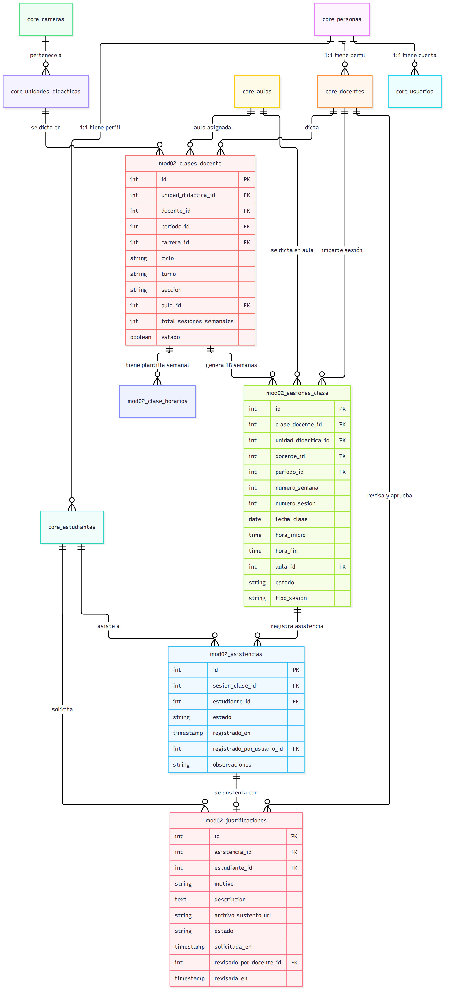 core_carreras
core_personas
pertenece a
1:1 tiene perfil
1:1 tiene cuenta
core_unidades_didacticas
core_aulas
core_docentes
core_usuarios
se dicta en
1:1 tiene perfil
aula asignada
dicta
mod02_clases_docente
int id PK
int unidad_didactica_id FK
int docente_id FK
int periodo_id FK
int carrera_id FK
string ciclo
string turno
string seccion
int aula_id FK
int total_sesiones_semanales
boolean estado
se dicta en aula
imparte sesión
tiene plantilla semanal
genera 18 semanas
mod02_clase_horarios
mod02_sesiones_clase
int id PK
int clase_docente_id FK
int unidad_didactica_id FK
int docente_id FK
int periodo_id FK
int numero_semana
int numero_sesion
date fecha_clase
time hora_inicio
time hora_fin
int aula_id FK
string estado
string tipo_sesion
revisa y aprueba
core_estudiantes
asiste a
registra asistencia
mod02_asistencias
int id PK
int sesion_clase_id FK
int estudiante_id FK
string estado
timestamp registrado_en
int registrado_por_usuario_id FK
string observaciones
solicita
se sustenta con
mod02_justificaciones
int id PK
int asistencia_id FK
int estudiante_id FK
string motivo
text descripcion
string archivo_sustento_url
string estado
timestamp solicitada_en
int revisado_por_docente_id FK
timestamp revisada_en